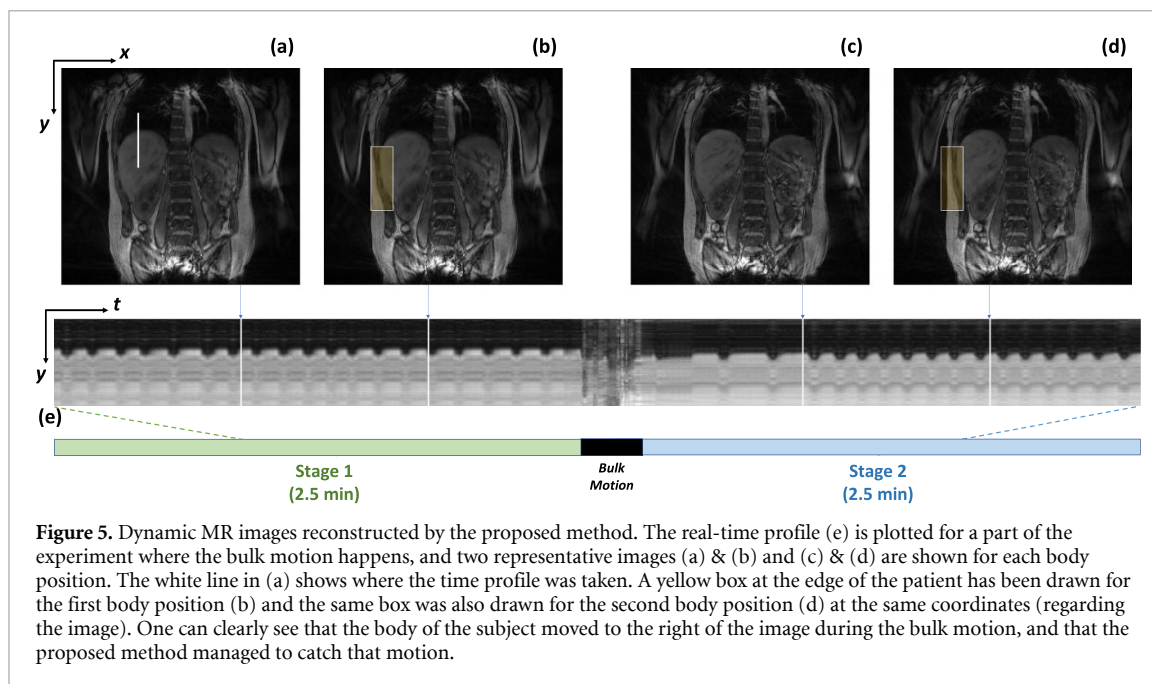 (a)
(b)
(c)
(d)
x
y
t
y
(e)
Stage 1
(2.5 min)
Bulk
Motion
Stage 2
(2.5 min)
Figure 5. Dynamic MR images reconstructed by the proposed method. The real-time profile (e) is plotted for a part of the
experiment where the bulk motion happens, and two representative images (a) & (b) and (c) & (d) are shown for each body
position. The white line in (a) shows where the time profile was taken. A yellow box at the edge of the patient has been drawn for
the first body position (b) and the same box was also drawn for the second body position (d) at the same coordinates (regarding
the image). One can clearly see that the body of the subject moved to the right of the image during the bulk motion, and that the
proposed method managed to catch that motion.